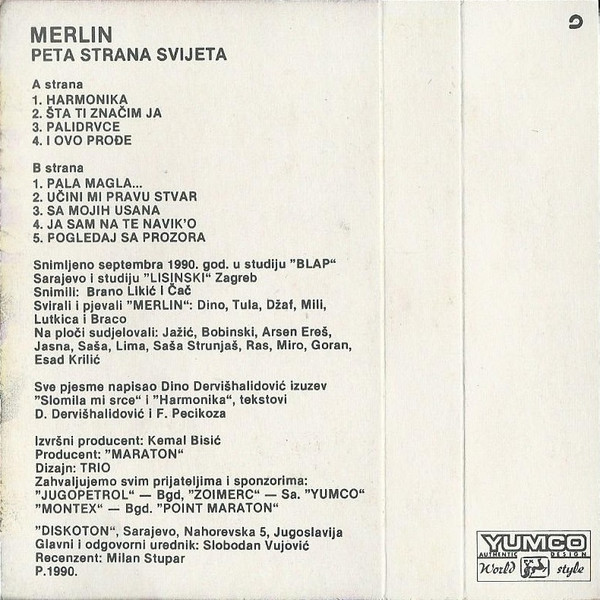 MERLIN
PETA STRANA SVIJETA
A strana
1. HARMONIKA
2. ŠTA TI ZNAČIM JA
3. PALIDRVCE
4. I OVO PROĐE
B strana
1. PALA MAGLA...
2. UČINI MI PRAVU STVAR
3. SA MOJIH USANA
4. JA SAM NA TE NAVIK'O
5. POGLEDAJ SA PROZORA
Snimljeno septembra 1990. god. u studiju "BLAP"
Sarajevo i studiju "LISINSKI" Zagreb
Snimili: Brano Likić i Čač
Svirali i pjevali "MERLIN": Dino, Tula, Džaf, Mili,
Lutkica i Braco
Na ploči sudjelovali: Jažić, Bobinski, Arsen Ereš,
Jasna, Saša, Lima, Saša Strunjaš, Ras, Miro, Goran,
Esad Krilić
Sve pjesme napisao Dino Dervišhalidović izuzev
"Slomila mi srce" i "Harmonika", tekstovi
D. Dervišhalidović i F. Pecikoza
Izvršni producent: Kemal Bisić
Producent: "MARATON"
Dizajn: TRIO
Zahvaljujemo svim prijateljima i sponzorima:
"JUGOPETROL" — Bgd, "ZOIMERC" — Sa. "YUMCO"
"MONTEX" — Bgd. "POINT MARATON"
"DISKOTON", Sarajevo, Nahorevska 5, Jugoslavija
Glavni i odgovorni urednik: Slobodan Vujović
Recenzent: Milan Stupar
P.1990.
YUMCO
AUTHENTIC DESIGN
World style